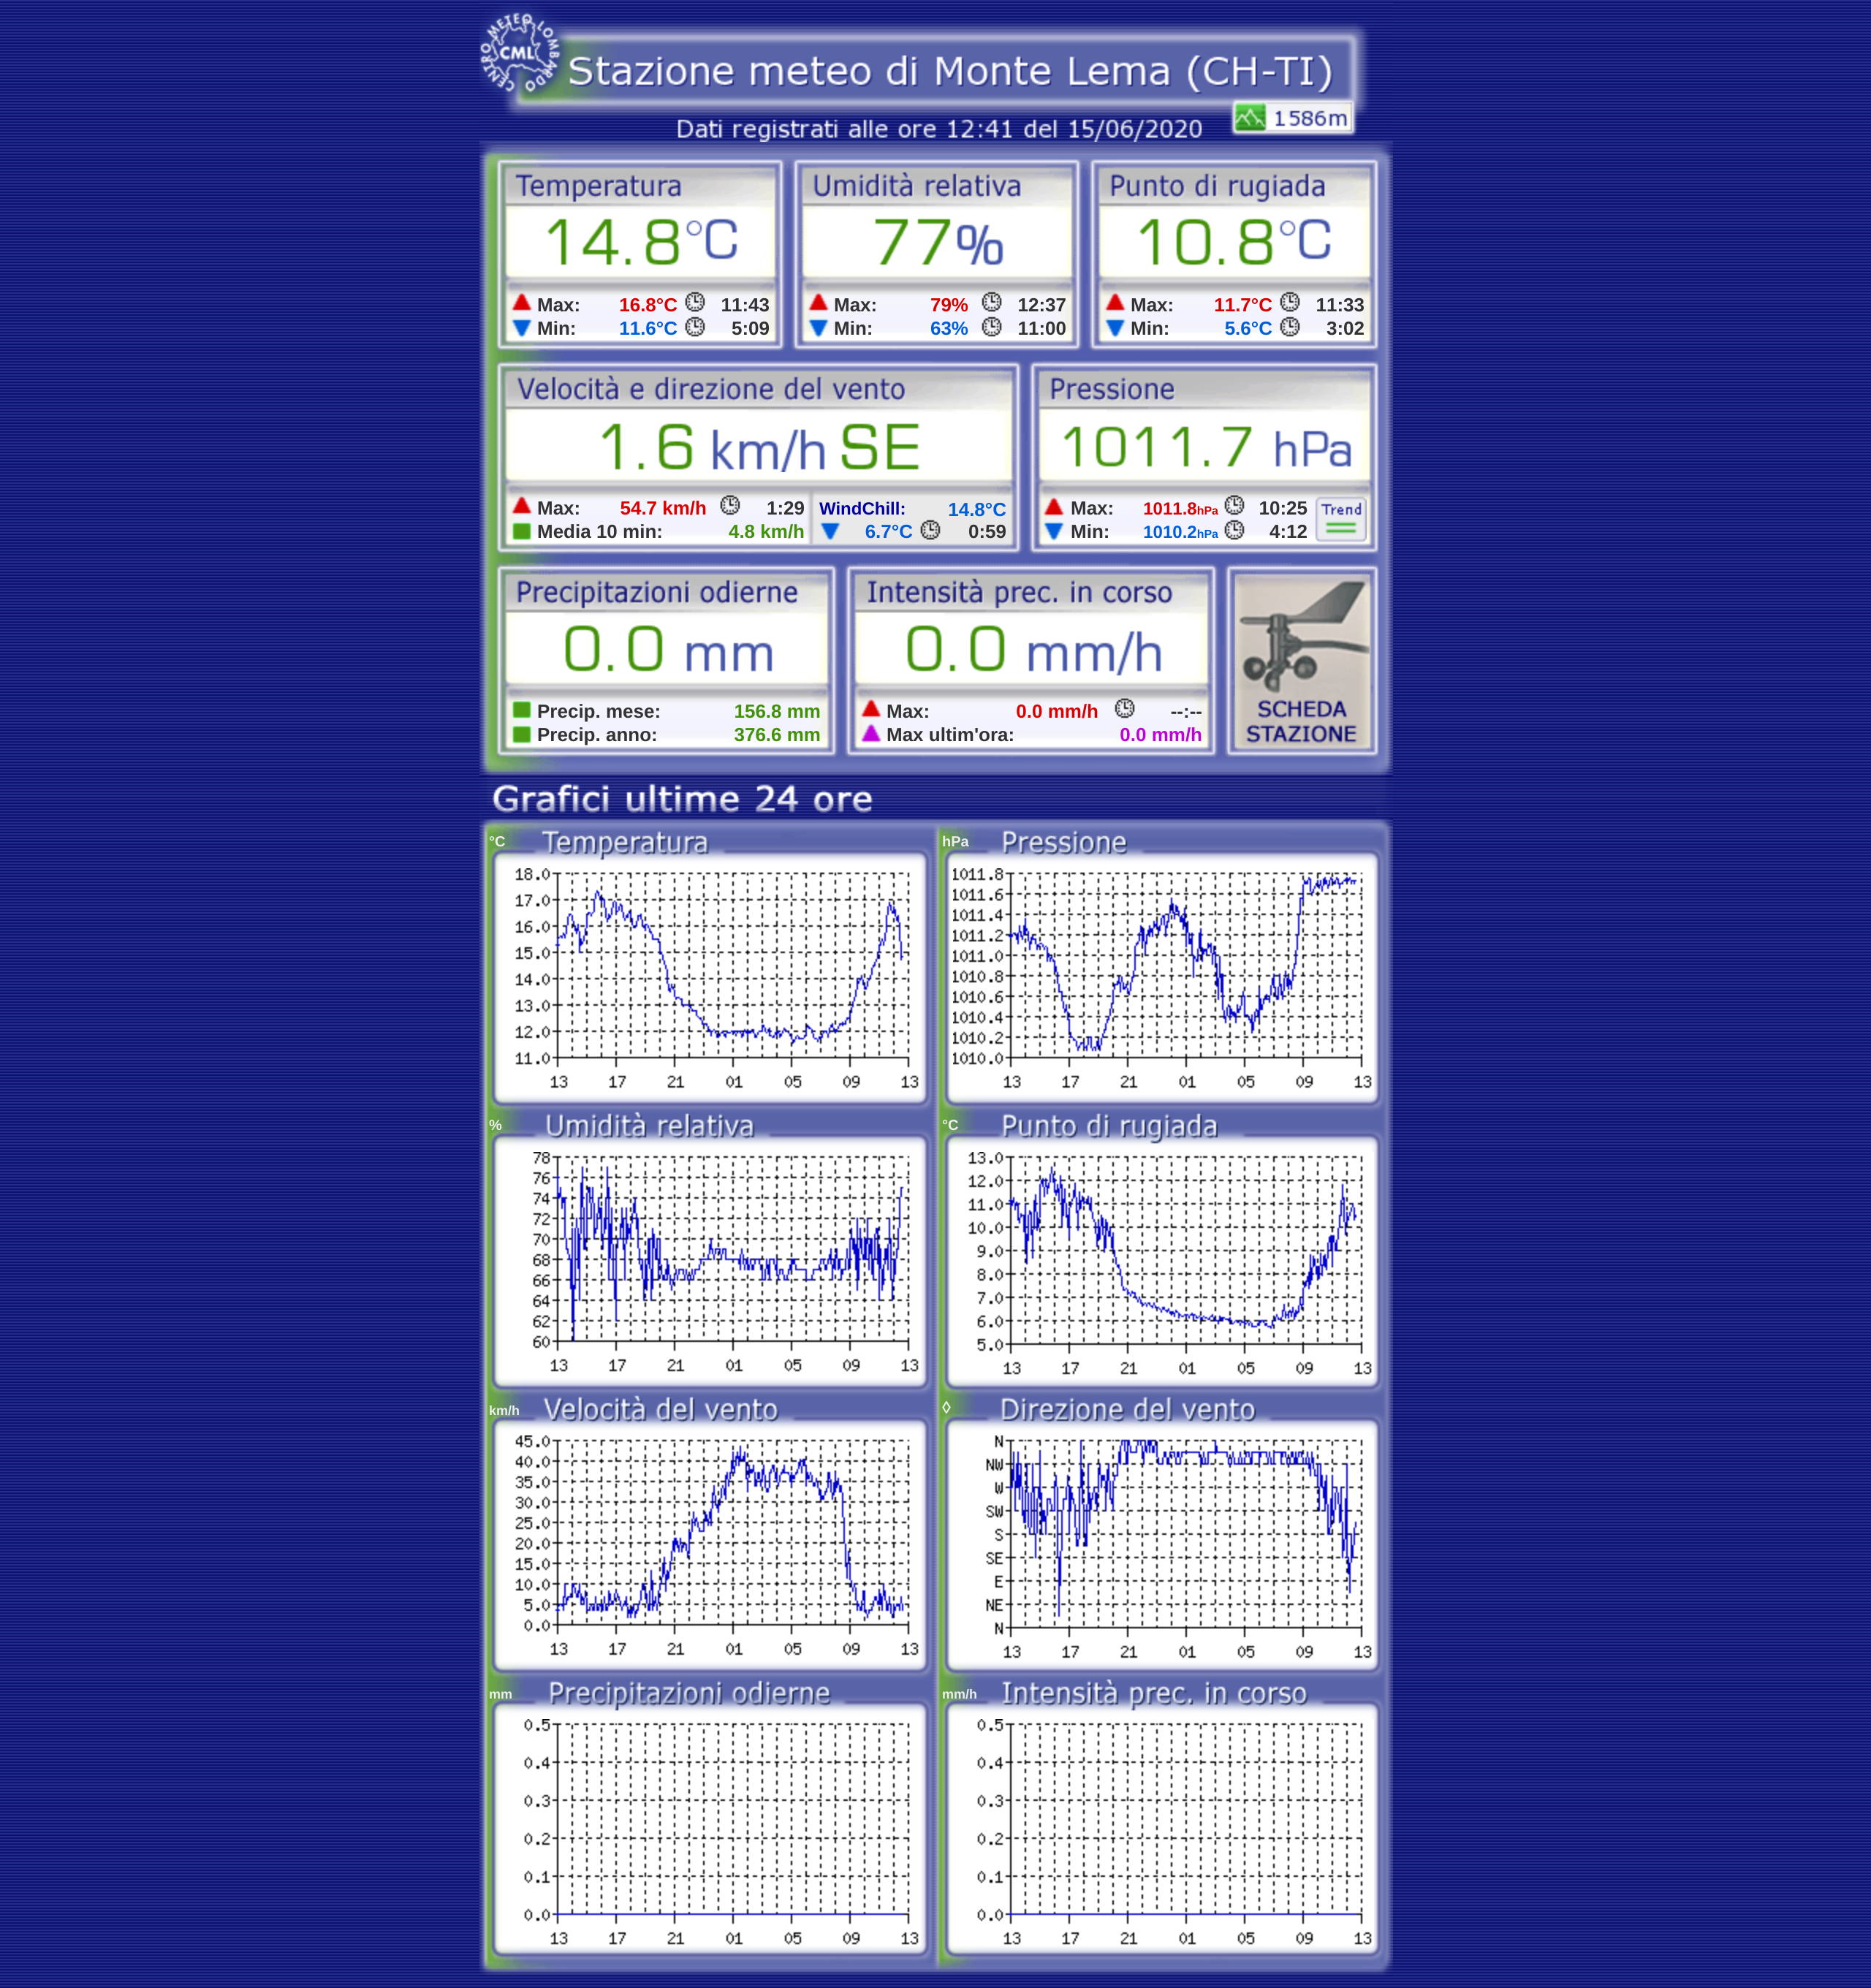 CENTRO METEO LOMBARDO
CML
Stazione meteo di Monte Lema (CH-TI)
1586m
Dati registrati alle ore 12:41 del 15/06/2020
Temperatura
14.8°C
Max: 16.8°C 11:43
Min: 11.6°C 5:09
Umidità relativa
77%
Max: 79% 12:37
Min: 63% 11:00
Punto di rugiada
10.8°C
Max: 11.7°C 11:33
Min: 5.6°C 3:02
Velocità e direzione del vento
1.6 km/h SE
Max: 54.7 km/h 1:29
Media 10 min: 4.8 km/h
WindChill: 14.8°C
6.7°C 0:59
Pressione
1011.7 hPa
Max: 1011.8hPa 10:25
Min: 1010.2hPa 4:12
Trend
Precipitazioni odierne
0.0 mm
Precip. mese: 156.8 mm
Precip. anno: 376.6 mm
Intensità prec. in corso
0.0 mm/h
Max: 0.0 mm/h --:--
Max ultim'ora: 0.0 mm/h
SCHEDA
STAZIONE
Grafici ultime 24 ore
°C Temperatura
18.0
17.0
16.0
15.0
14.0
13.0
12.0
11.0
13 17 21 01 05 09 13
hPa Pressione
1011.8
1011.6
1011.4
1011.2
1011.0
1010.8
1010.6
1010.4
1010.2
1010.0
13 17 21 01 05 09 13
% Umidità relativa
78
76
74
72
70
68
66
64
62
60
13 17 21 01 05 09 13
°C Punto di rugiada
13.0
12.0
11.0
10.0
9.0
8.0
7.0
6.0
5.0
13 17 21 01 05 09 13
km/h Velocità del vento
45.0
40.0
35.0
30.0
25.0
20.0
15.0
10.0
5.0
0.0
13 17 21 01 05 09 13
◊ Direzione del vento
N
NW
W
SW
S
SE
E
NE
N
13 17 21 01 05 09 13
mm Precipitazioni odierne
0.5
0.4
0.3
0.2
0.1
0.0
13 17 21 01 05 09 13
mm/h Intensità prec. in corso
0.5
0.4
0.3
0.2
0.1
0.0
13 17 21 01 05 09 13